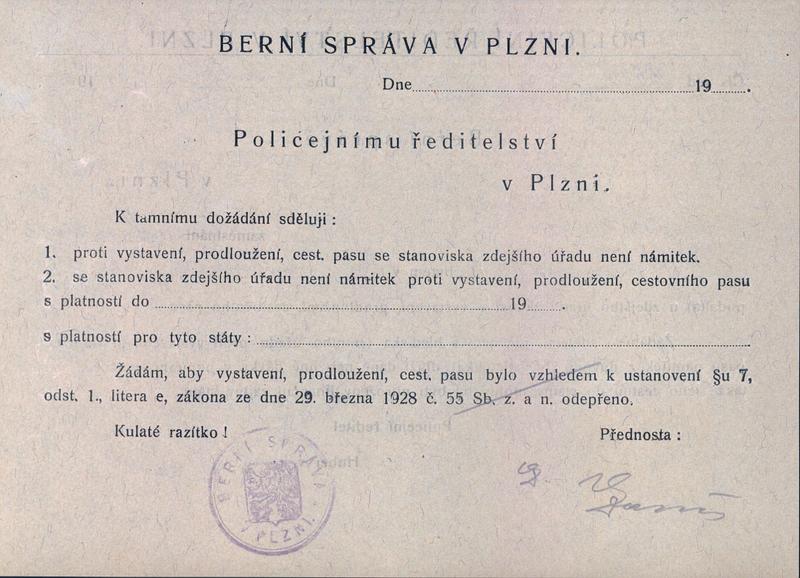 BERNÍ SPRÁVA V PLZNI.
Dne 19 .
Policejnímu ředitelství
v Plzni.
K tamnímu dožádání sděluji :
1. proti vystavení, prodloužení, cest. pasu se stanoviska zdejšího úřadu není námitek.
2. se stanoviska zdejšího úřadu není námitek proti vystavení, prodloužení, cestovního pasu
s platností do 19
s platností pro tyto státy :
Žádám, aby vystavení, prodloužení, cest. pasu bylo vzhledem k ustanovení §u 7,
odst. 1., litera e, zákona ze dne 29. března 1928 č. 55 Sb. z. a n. odepřeno.
Kulaté razítko !
Přednosta :
BERNÍ SPRÁVA
V PLZNI.